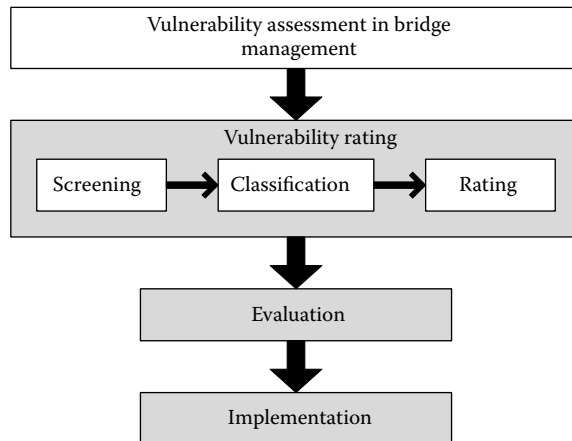 Vulnerability assessment in bridge
management
Vulnerability rating
Screening
Classification
Rating
Evaluation
Implementation